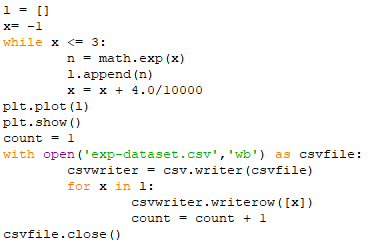 l = []
x= -1
while x <= 3:
        n = math.exp(x)
        l.append(n)
        x = x + 4.0/10000
plt.plot(l)
plt.show()
count = 1
with open('exp-dataset.csv','wb') as csvfile:
        csvwriter = csv.writer(csvfile)
        for x in l:
                csvwriter.writerow([x])
                count = count + 1
csvfile.close()